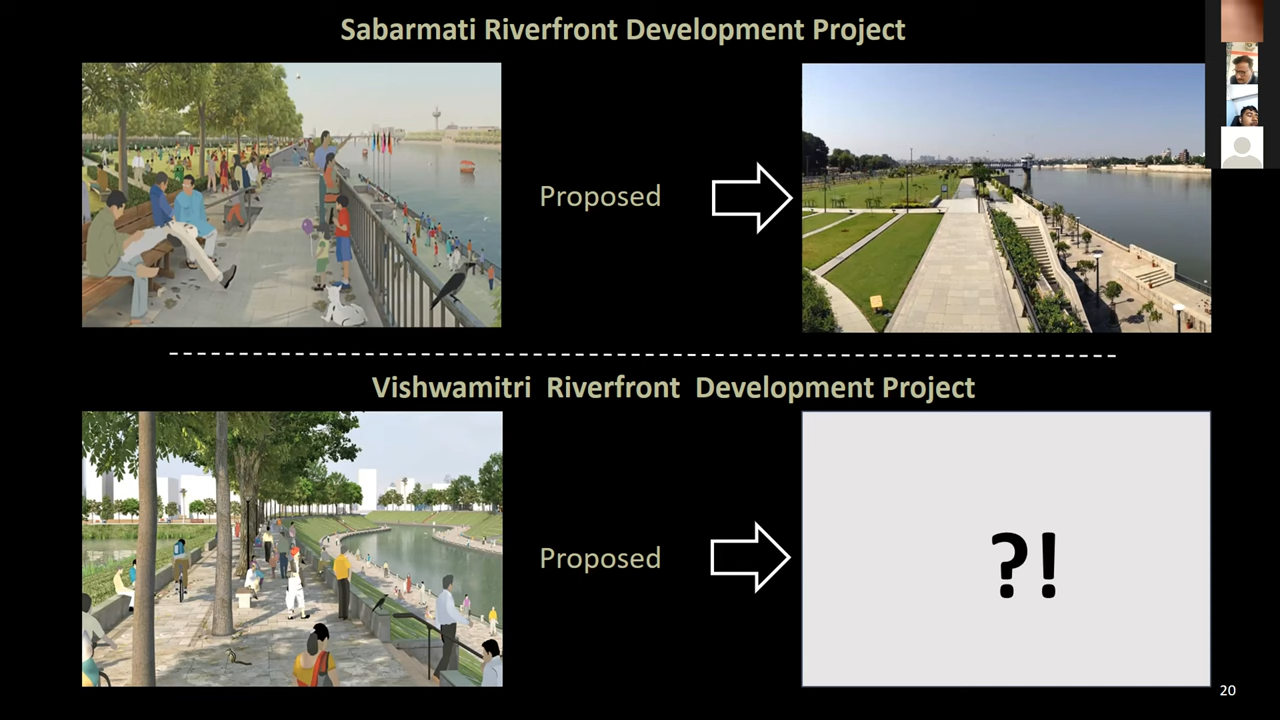 Sabarmati Riverfront Development Project
Proposed
Vishwamitri Riverfront Development Project
Proposed
?!
20